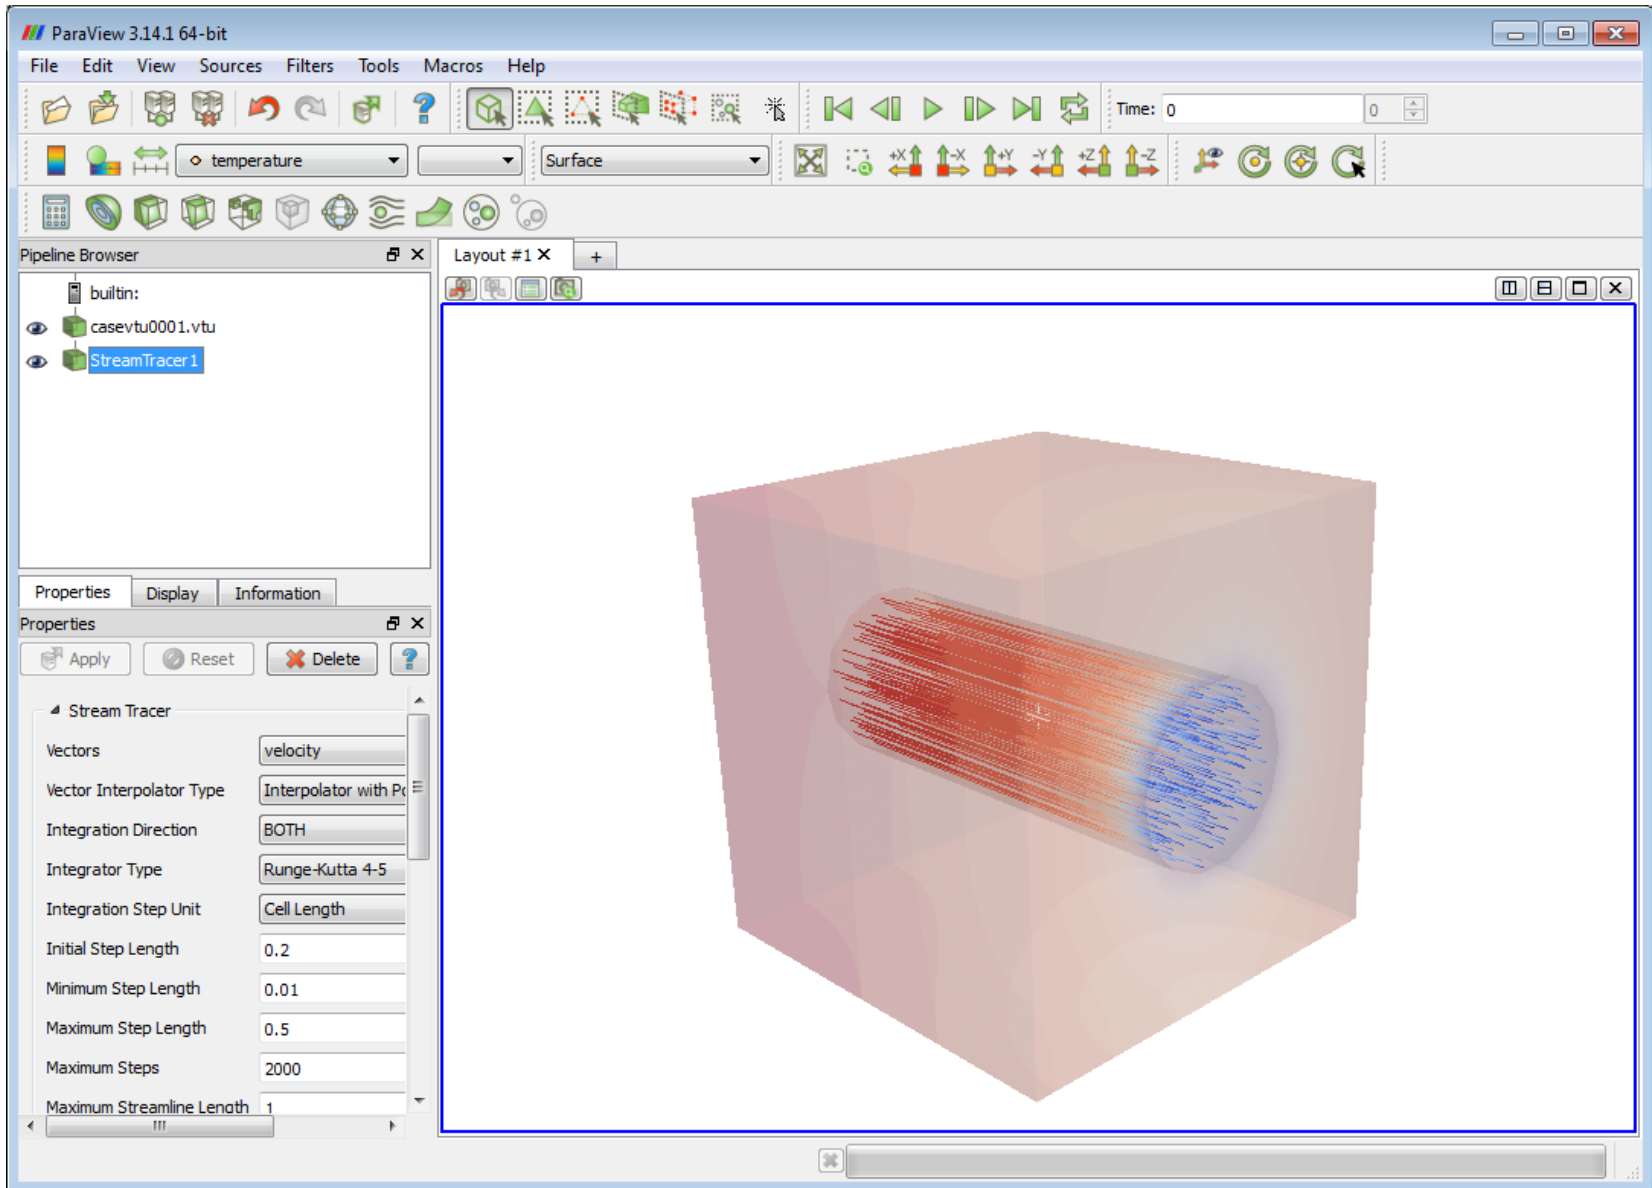 ParaView 3.14.1 64-bit
File Edit View Sources Filters Tools Macros Help
Time: 0 0
temperature Surface
+X -X +Y -Y +Z -Z
Pipeline Browser
Layout #1 +
builtin:
casevtu0001.vtu
StreamTracer1
Properties Display Information
Properties
Apply Reset Delete ?
Stream Tracer
Vectors velocity
Vector Interpolator Type Interpolator with Po
Integration Direction BOTH
Integrator Type Runge-Kutta 4-5
Integration Step Unit Cell Length
Initial Step Length 0.2
Minimum Step Length 0.01
Maximum Step Length 0.5
Maximum Steps 2000
Maximum Streamline Length 1